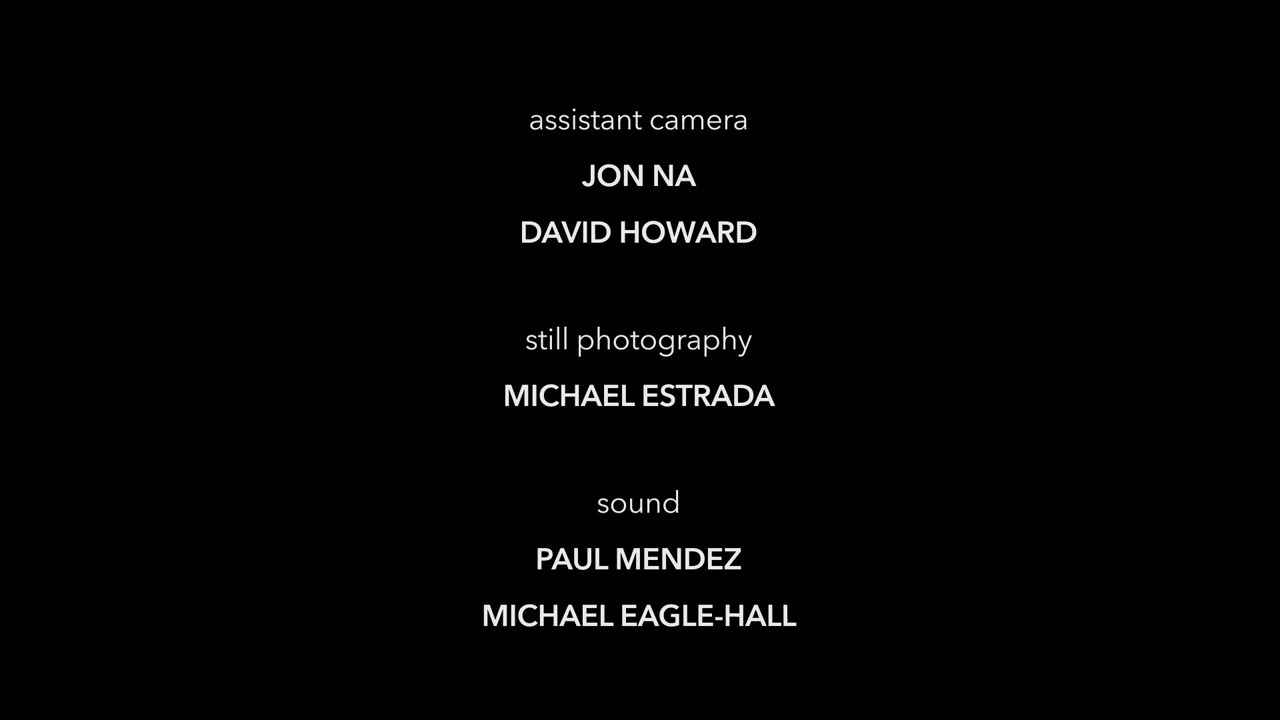 assistant camera
JON NA
DAVID HOWARD
still photography
MICHAEL ESTRADA
sound
PAUL MENDEZ
MICHAEL EAGLE-HALL